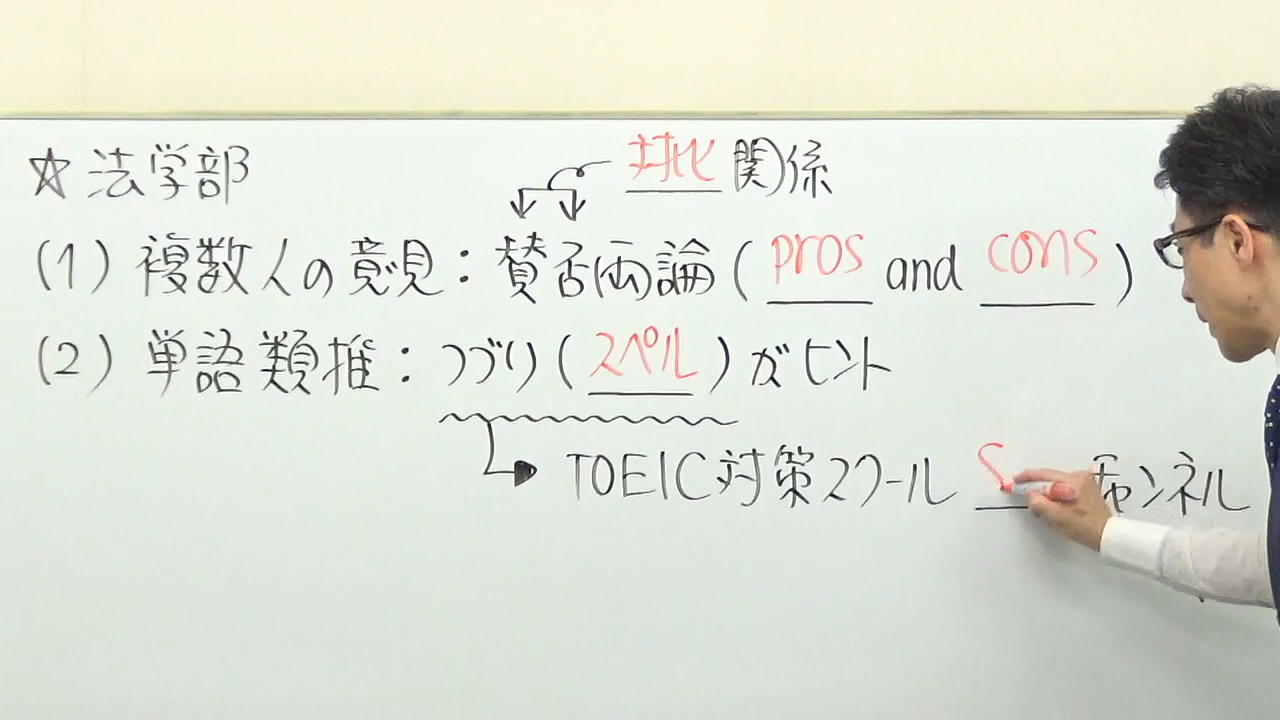 ☆ 法学部
対比 関係
(1) 複数人の意見：賛否両論 ( pros and cons )
(2) 単語類推：つづり ( スペル ) がヒント
TOEIC対策スクール S チャンネル